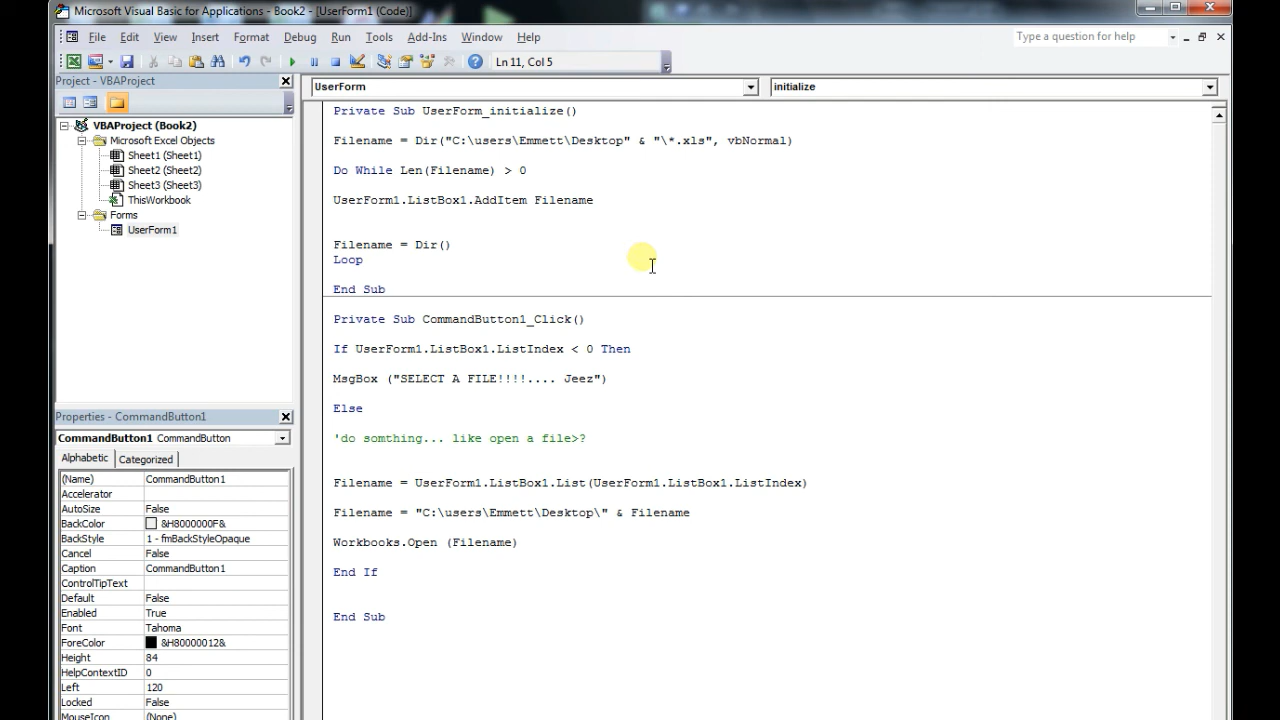 Microsoft Visual Basic for Applications - Book2 - [UserForm1 (Code)]
File Edit View Insert Format Debug Run Tools Add-Ins Window Help
Type a question for help
Ln 11, Col 5
Project - VBAProject
VBAProject (Book2)
Microsoft Excel Objects
Sheet1 (Sheet1)
Sheet2 (Sheet2)
Sheet3 (Sheet3)
ThisWorkbook
Forms
UserForm1
Properties - CommandButton1
CommandButton1 CommandButton
Alphabetic Categorized
(Name) CommandButton1
Accelerator
AutoSize False
BackColor &H8000000F&
BackStyle 1 - fmBackStyleOpaque
Cancel False
Caption CommandButton1
ControlTipText
Default False
Enabled True
Font Tahoma
ForeColor &H80000012&
Height 84
HelpContextID 0
Left 120
Locked False
MouseIcon (None)
UserForm
initialize
Private Sub UserForm_initialize()
Filename = Dir("C:\users\Emmett\Desktop" & "\*.xls", vbNormal)
Do While Len(Filename) > 0
UserForm1.ListBox1.AddItem Filename
Filename = Dir()
Loop
End Sub
Private Sub CommandButton1_Click()
If UserForm1.ListBox1.ListIndex < 0 Then
MsgBox ("SELECT A FILE!!!!.... Jeez")
Else
'do somthing... like open a file>?
Filename = UserForm1.ListBox1.List(UserForm1.ListBox1.ListIndex)
Filename = "C:\users\Emmett\Desktop\" & Filename
Workbooks.Open (Filename)
End If
End Sub